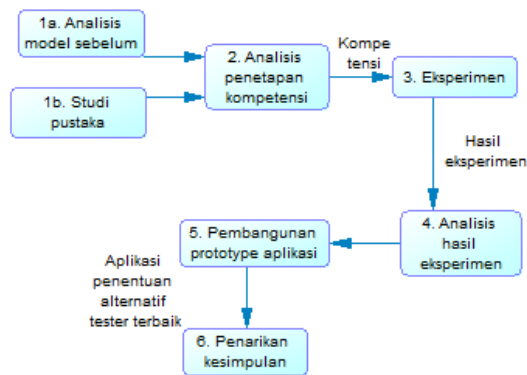 1a. Analisis
model sebelum
1b. Studi
pustaka
2. Analisis
penetapan
kompetensi
Kompe
tensi
3. Eksperimen
Hasil
eksperimen
4. Analisis
hasil
eksperimen
5. Pembangunan
prototype aplikasi
Aplikasi
penentuan
alternatif
tester terbaik
6. Penarikan
kesimpulan